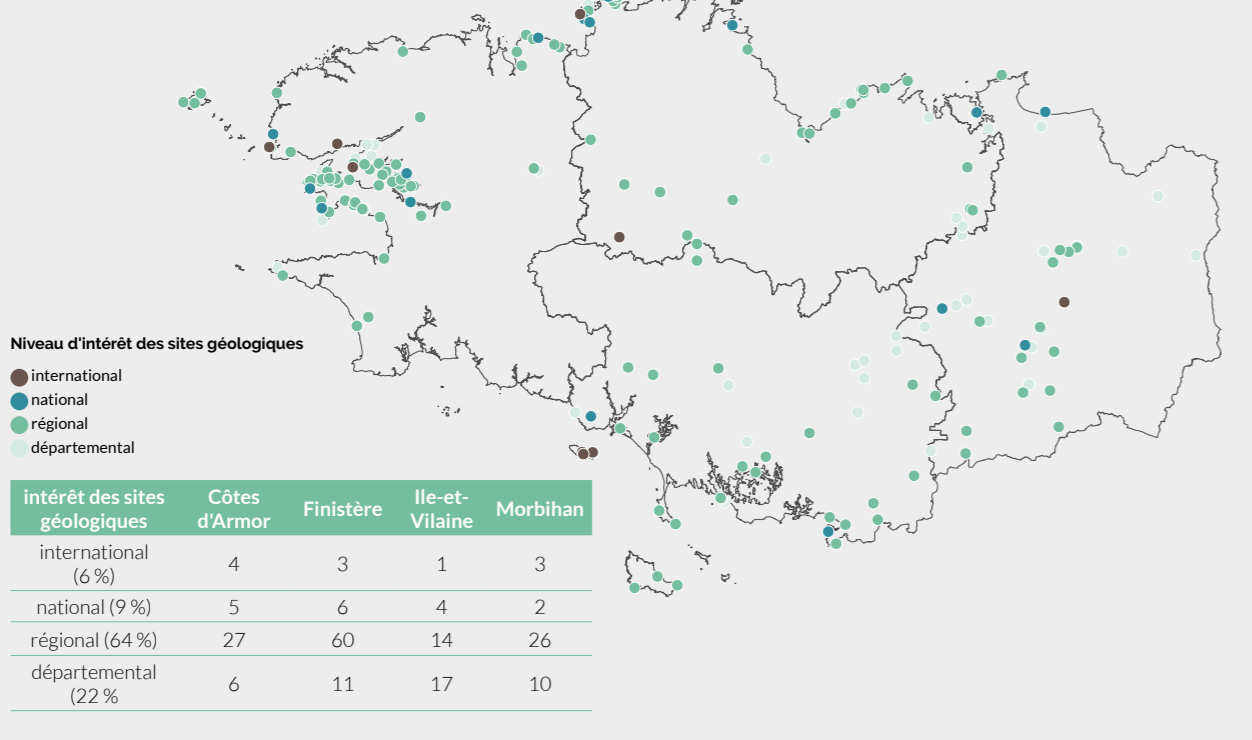 Niveau d'intérêt des sites géologiques
international
national
régional
départemental
intérêt des sites géologiques Côtes d'Armor Finistère Ile-et-Vilaine Morbihan
international (6 %) 4 3 1 3
national (9 %) 5 6 4 2
régional (64 %) 27 60 14 26
départemental (22 % 6 11 17 10